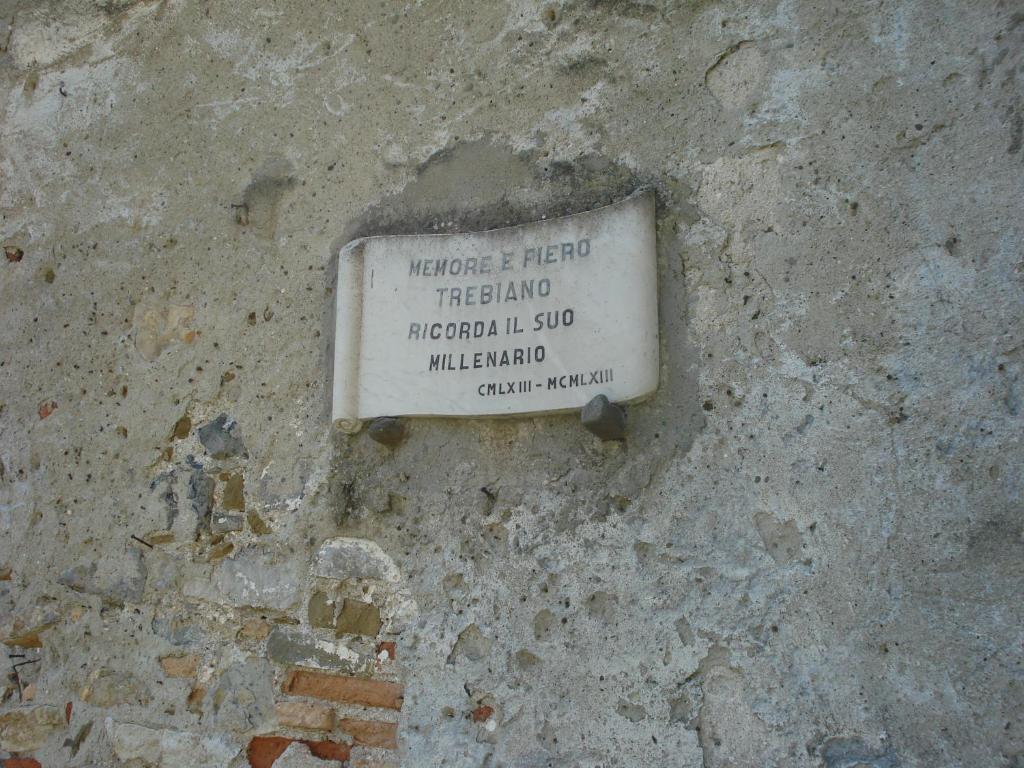 MEMORE E FIERO
TREBIANO
RICORDA IL SUO
MILLENARIO
CMLXIII - MCMLXIII